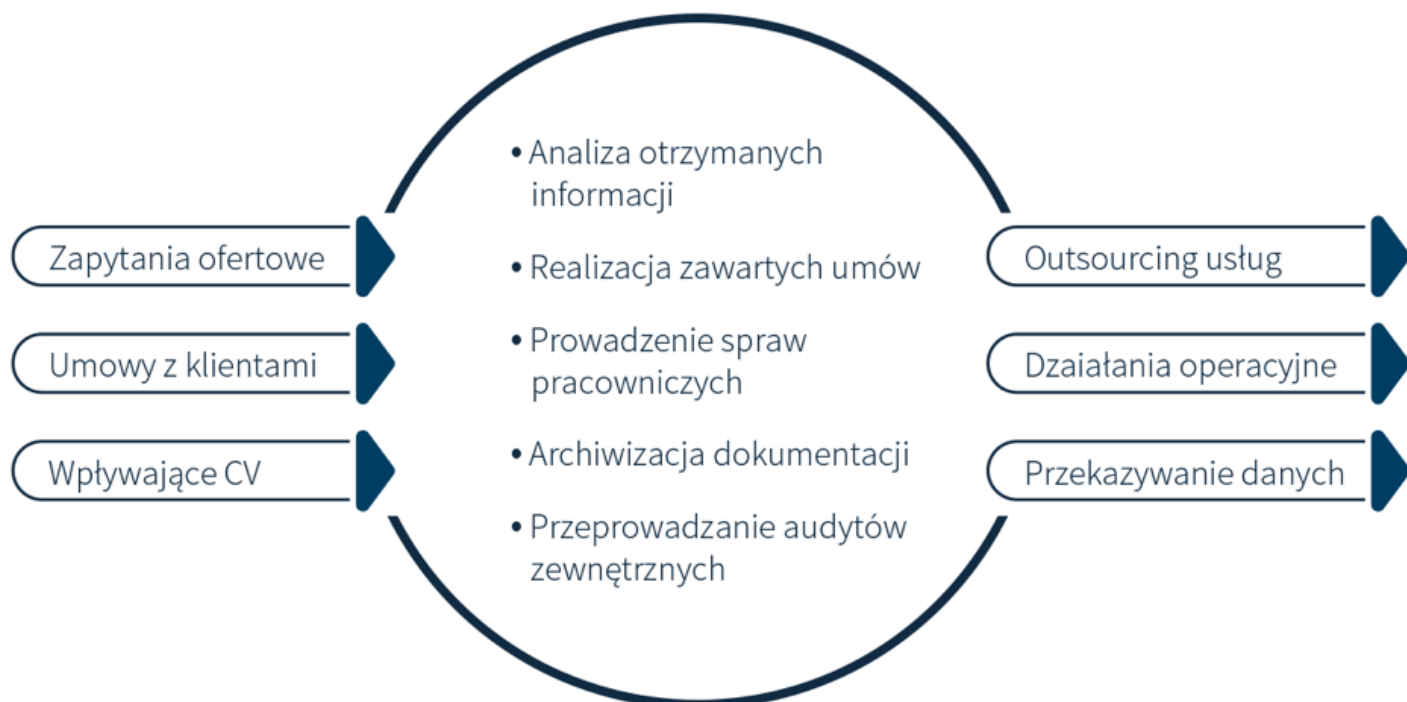 Zapytania ofertowe
Umowy z klientami
Wpływające CV
• Analiza otrzymanych
informacji
• Realizacja zawartych umów
• Prowadzenie spraw
pracowniczych
• Archiwizacja dokumentacji
• Przeprowadzanie audytów
zewnętrznych
Outsourcing usług
Dzaiałania operacyjne
Przekazywanie danych